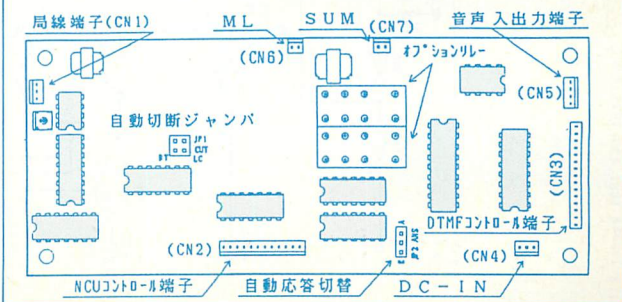 局線端子(CN1)
ML
SUM
(CN7)
音声入出力端子
(CN6)
オプションリレー
(CN5)
自動切断ジャンパ
JP1
CUT
BT LC
(CN3)
DTMFコントロール端子
(CN2)
A
JP2 ANS
(CN4)
NCUコントロール端子
自動応答切替
DC-IN